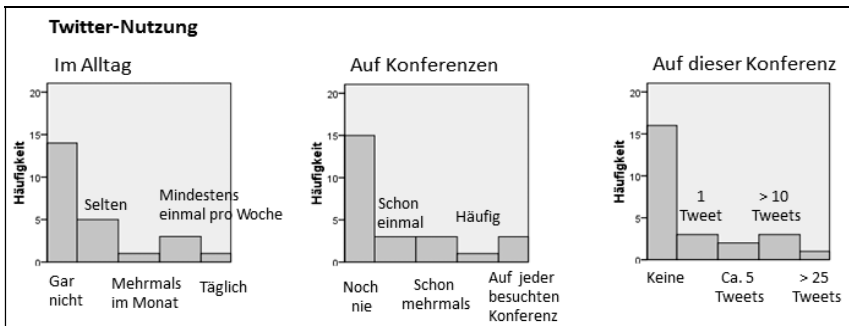 Twitter-Nutzung
Im Alltag
Häufigkeit
20
15
10
5
0
Selten
Mindestens
einmal pro Woche
Gar
nicht
Mehrmals
im Monat
Täglich
Auf Konferenzen
Häufigkeit
20
15
10
5
0
Schon
einmal
Häufig
Noch
nie
Schon
mehrmals
Auf jeder
besuchten
Konferenz
Auf dieser Konferenz
Häufigkeit
20
15
10
5
0
1
Tweet
> 10
Tweets
Keine
Ca. 5
Tweets
> 25
Tweets